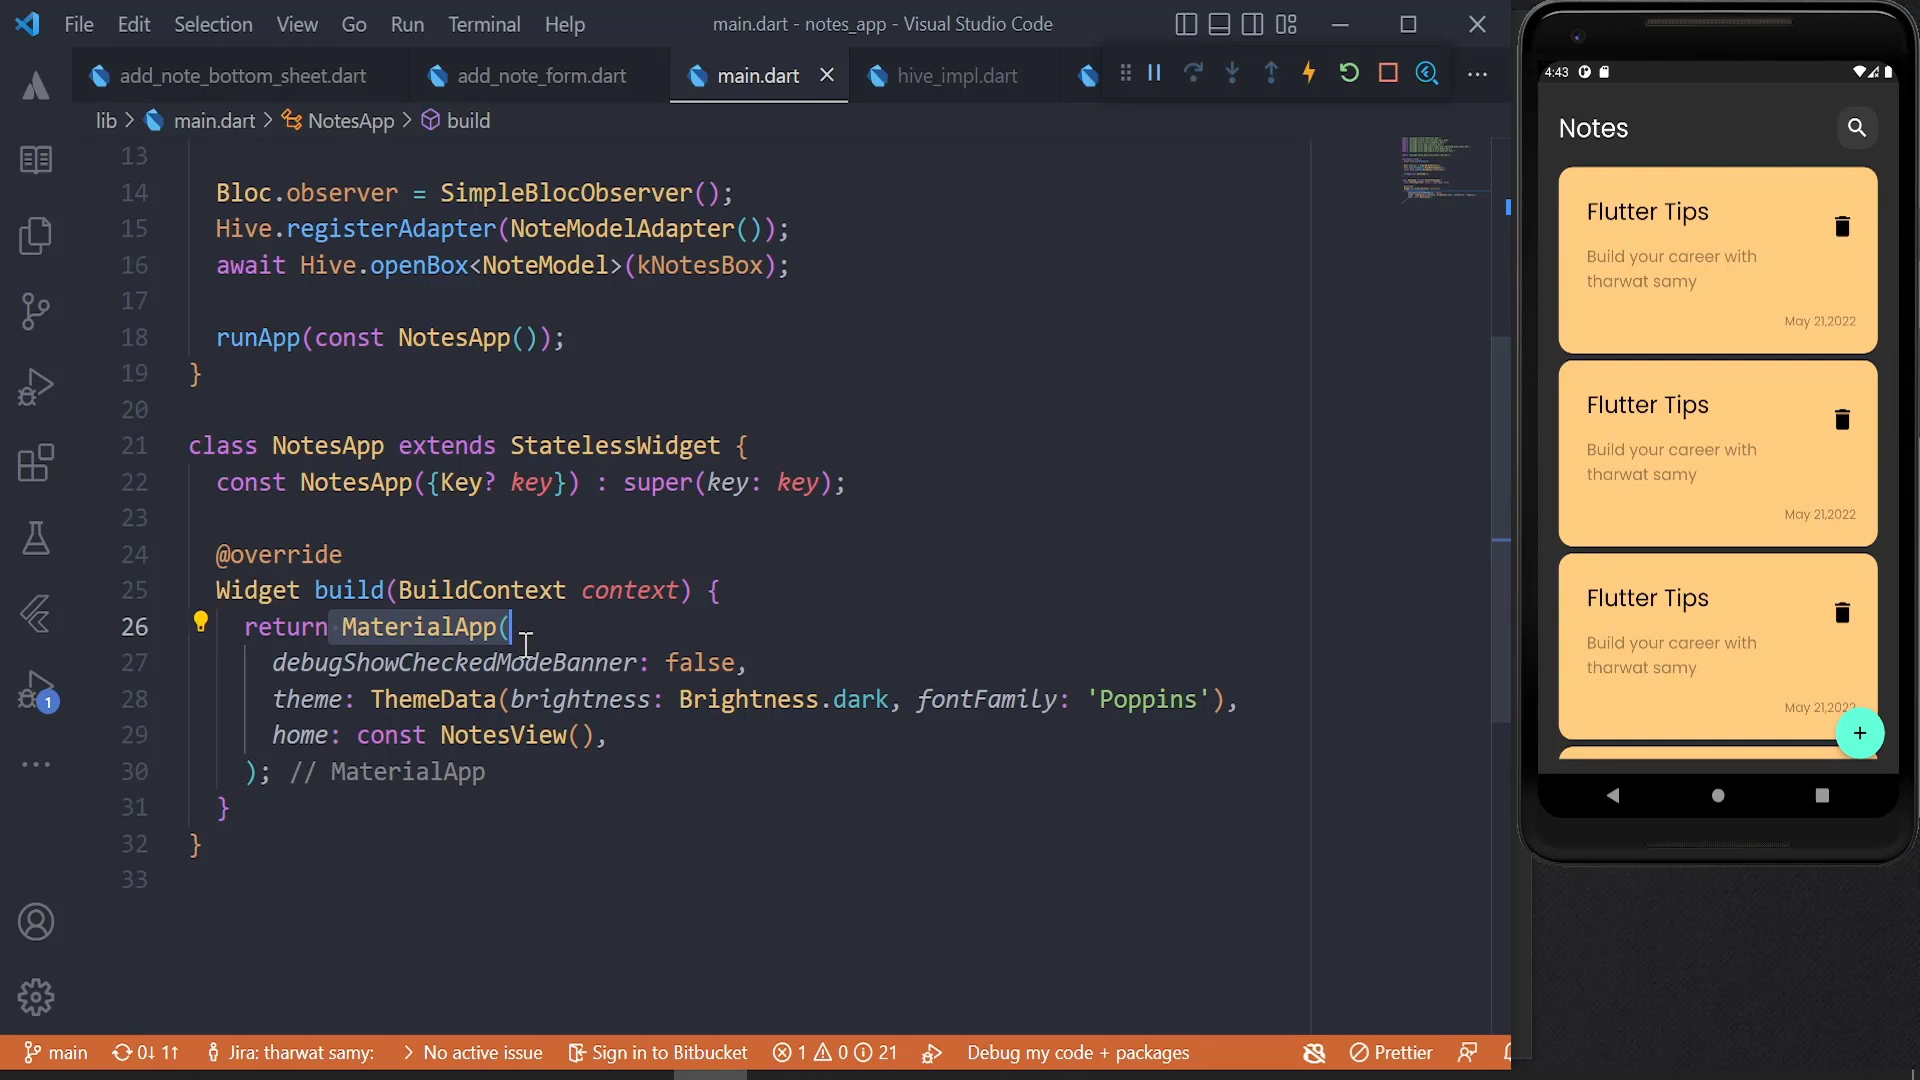 File Edit Selection View Go Run Terminal Help
main.dart - notes_app - Visual Studio Code
add_note_bottom_sheet.dart
add_note_form.dart
main.dart
hive_impl.dart
lib > main.dart > NotesApp > build
13
14 Bloc.observer = SimpleBlocObserver();
15 Hive.registerAdapter(NoteModelAdapter());
16 await Hive.openBox<NoteModel>(kNotesBox);
17
18 runApp(const NotesApp());
19 }
20
21 class NotesApp extends StatelessWidget {
22 const NotesApp({Key? key}) : super(key: key);
23
24 @override
25 Widget build(BuildContext context) {
26 return MaterialApp(
27 debugShowCheckedModeBanner: false,
28 theme: ThemeData(brightness: Brightness.dark, fontFamily: 'Poppins'),
29 home: const NotesView(),
30 ); // MaterialApp
31 }
32 }
33
1
main 0↓ 1↑ Jira: tharwat samy: > No active issue Sign in to Bitbucket 1 0 21 Debug my code + packages Prettier
4:43
Notes
Flutter Tips
Build your career with
tharwat samy
May 21,2022
Flutter Tips
Build your career with
tharwat samy
May 21,2022
Flutter Tips
Build your career with
tharwat samy
May 21,2022
+